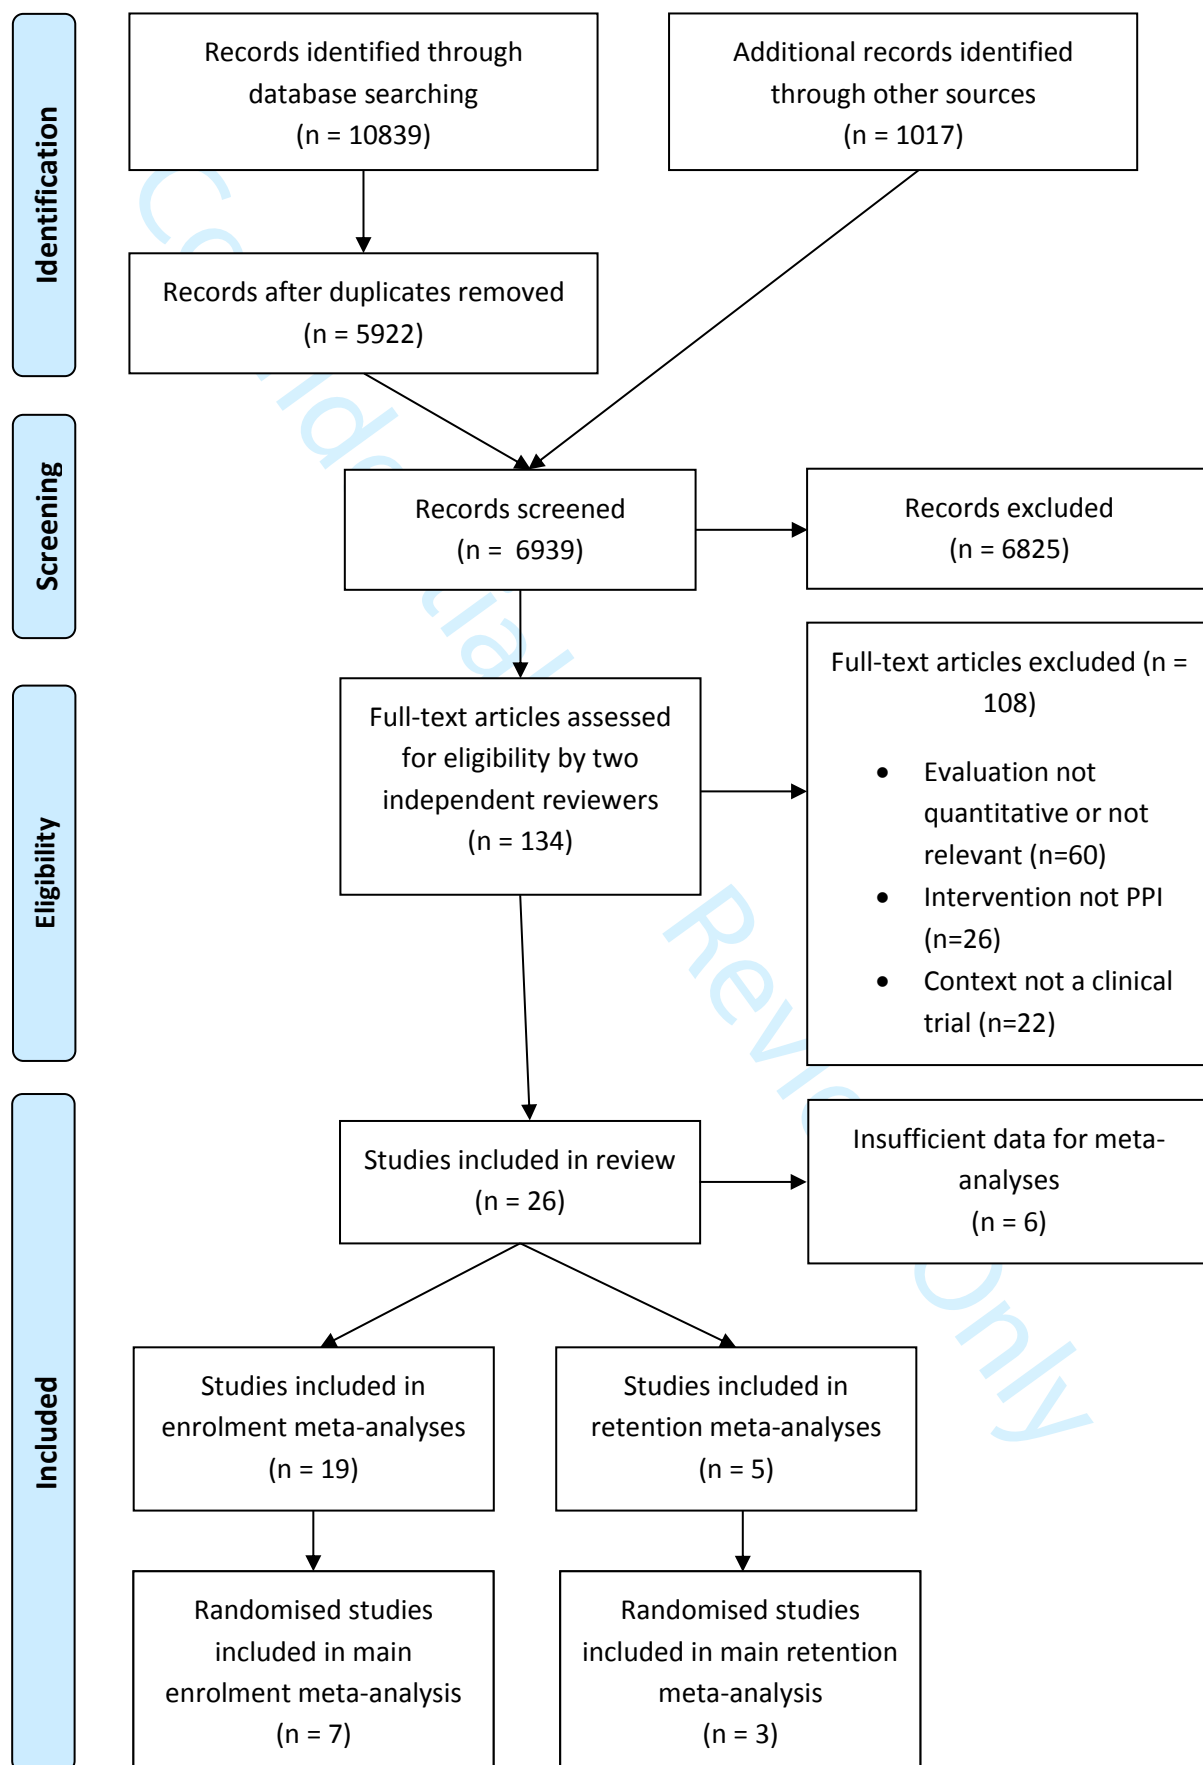 Identification
Records identified through
database searching
(n = 10839)
Additional records identified
through other sources
(n = 1017)
Records after duplicates removed
(n = 5922)
Screening
Records screened
(n =  6939)
Records excluded
(n = 6825)
Eligibility
Full-text articles assessed
for eligibility by two
independent reviewers
(n = 134)
Full-text articles excluded (n =
108)
• Evaluation not
quantitative or not
relevant (n=60)
• Intervention not PPI
(n=26)
• Context not a clinical
trial (n=22)
Included
Studies included in review
(n = 26)
Insufficient data for meta-
analyses
(n = 6)
Studies included in
enrolment meta-analyses
(n = 19)
Studies included in
retention meta-analyses
(n = 5)
Randomised studies
included in main
enrolment meta-analysis
(n = 7)
Randomised studies
included in main retention
meta-analysis
(n = 3)
Only